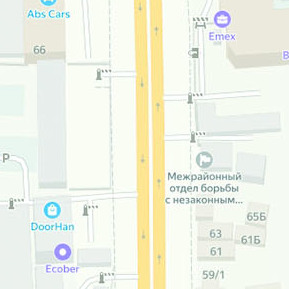 Abs Cars
Emex
66
В
Р
Межрайонный
отдел борьбы
с незаконным...
DoorHan
65Б
63
61Б
61
Ecober
59/1